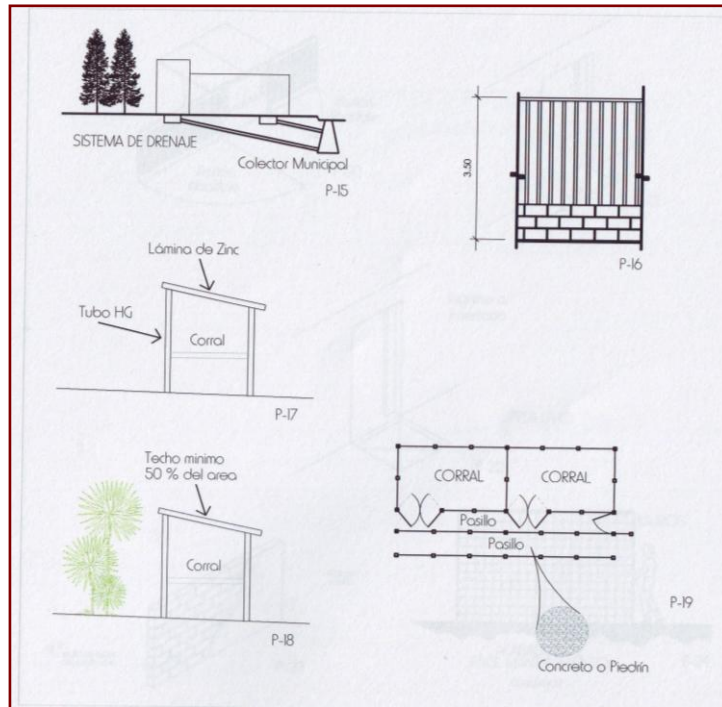 SISTEMA DE DRENAJE
Colector Municipal
P-15
3.50
P-16
Lámina de Zinc
Tubo HG
Corral
P-17
Techo minimo
50 % del area
Corral
P-18
CORRAL
CORRAL
Pasillo
Pasillo
P-19
Concreto o Piedrín